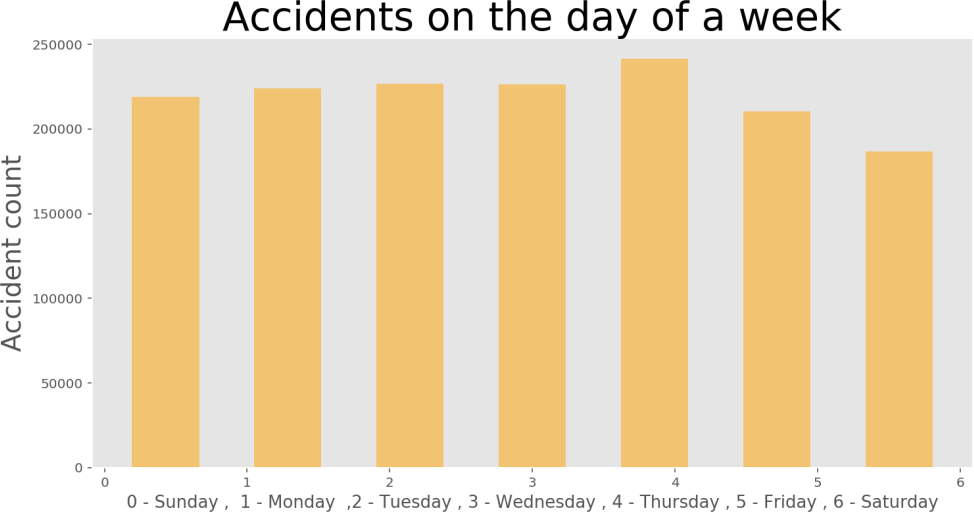 Accidents on the day of a week
Accident count
250000
200000
150000
100000
50000
0
0 1 2 3 4 5 6
0 - Sunday ,  1 - Monday  ,2 - Tuesday , 3 - Wednesday , 4 - Thursday , 5 - Friday , 6 - Saturday